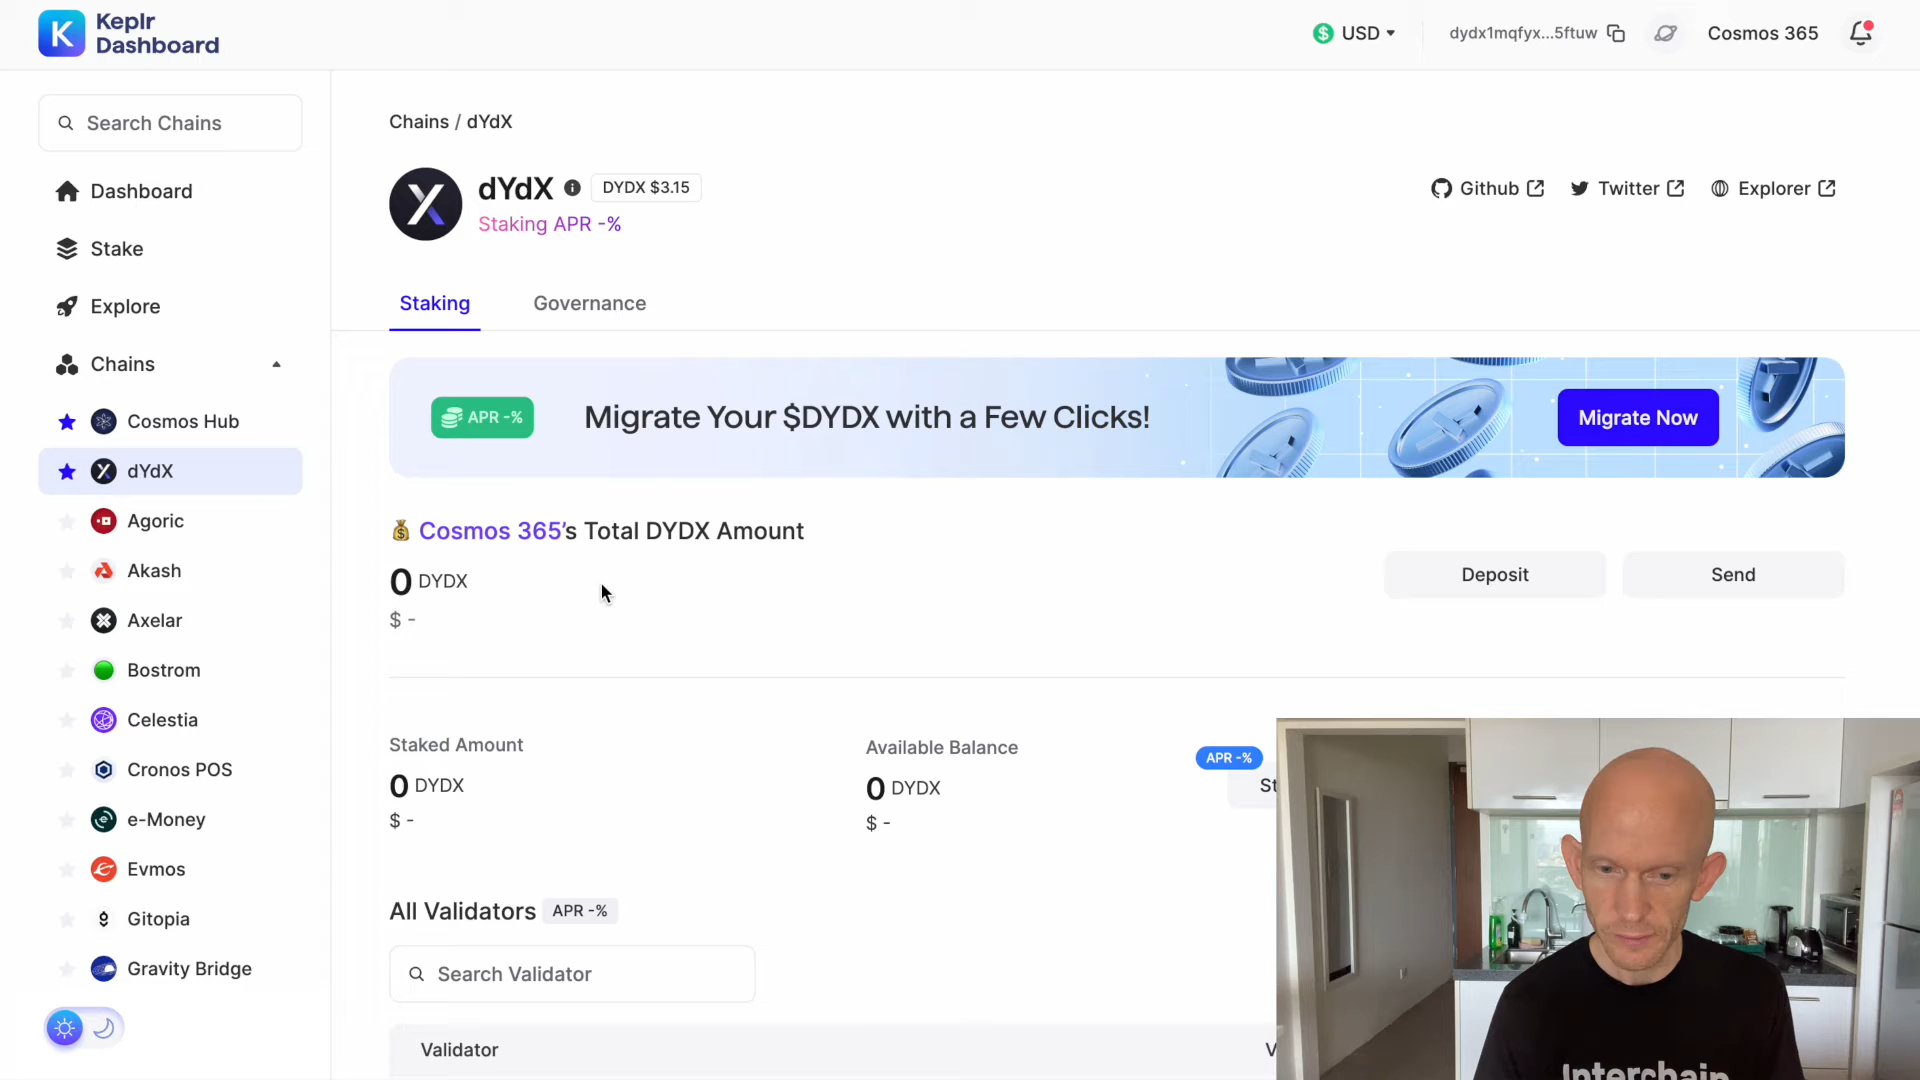 Keplr
Dashboard
USD
dydx1mqfyx...5ftuw
Cosmos 365
Search Chains
Dashboard
Stake
Explore
Chains
Cosmos Hub
dYdX
Agoric
Akash
Axelar
Bostrom
Celestia
Cronos POS
e-Money
Evmos
Gitopia
Gravity Bridge
Chains / dYdX
dYdX
DYDX $3.15
Staking APR -%
Github
Twitter
Explorer
Staking
Governance
APR -%
Migrate Your $DYDX with a Few Clicks!
Migrate Now
Cosmos 365's Total DYDX Amount
0 DYDX
$ -
Deposit
Send
Staked Amount
0 DYDX
$ -
Available Balance
0 DYDX
$ -
APR -%
St
All Validators
APR -%
Search Validator
Validator
V
Interchain